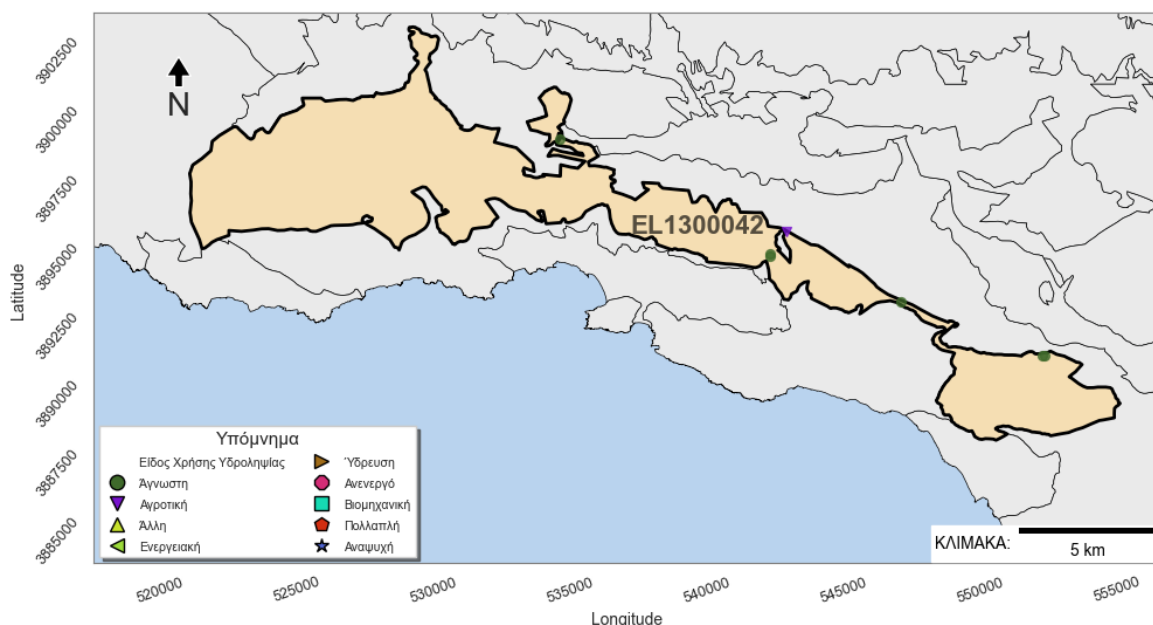 3902500
3900000
3897500
3895000
3892500
3890000
3887500
3885000
Latitude
N
EL1300042
Υπόμνημα
Είδος Χρήσης Υδροληψίας
Άγνωστη
Αγροτική
Άλλη
Ενεργειακή
Ύδρευση
Ανενεργό
Βιομηχανική
Πολλαπλή
Αναψυχή
ΚΛΙΜΑΚΑ:
5 km
520000
525000
530000
535000
540000
545000
550000
555000
Longitude